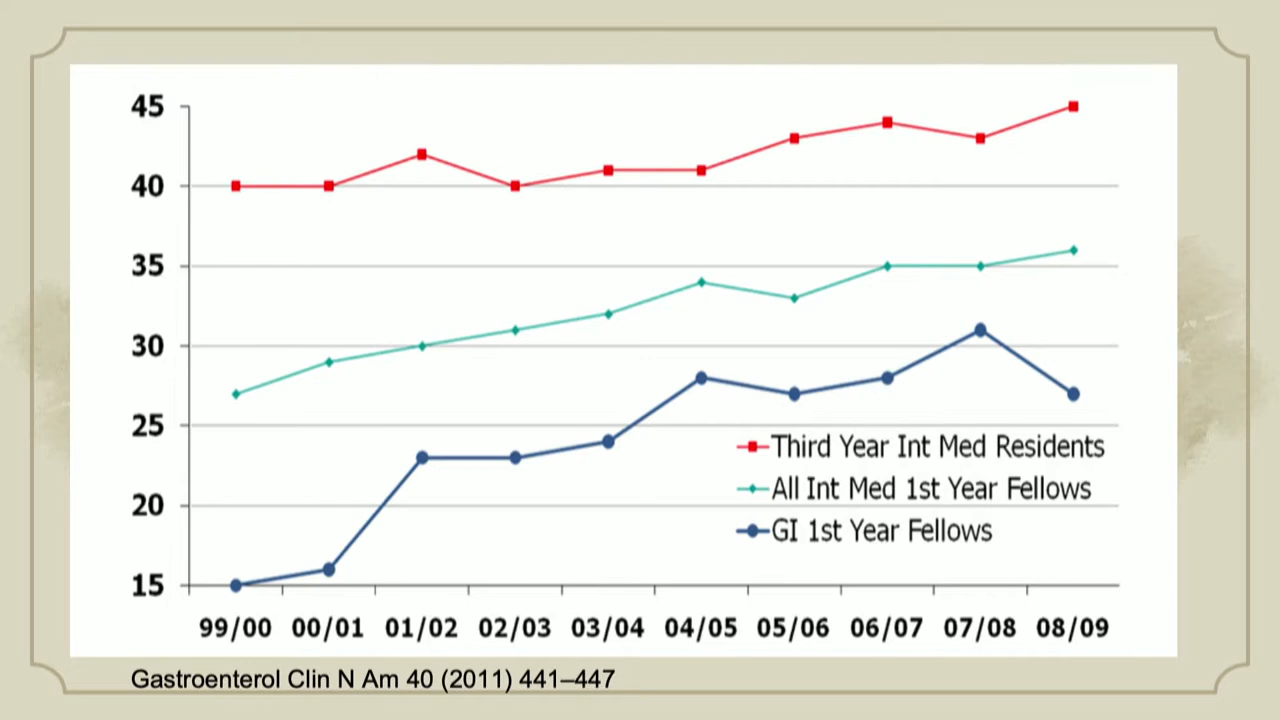 45
40
35
30
25
20
15
Third Year Int Med Residents
All Int Med 1st Year Fellows
GI 1st Year Fellows
99/00 00/01 01/02 02/03 03/04 04/05 05/06 06/07 07/08 08/09
Gastroenterol Clin N Am 40 (2011) 441–447